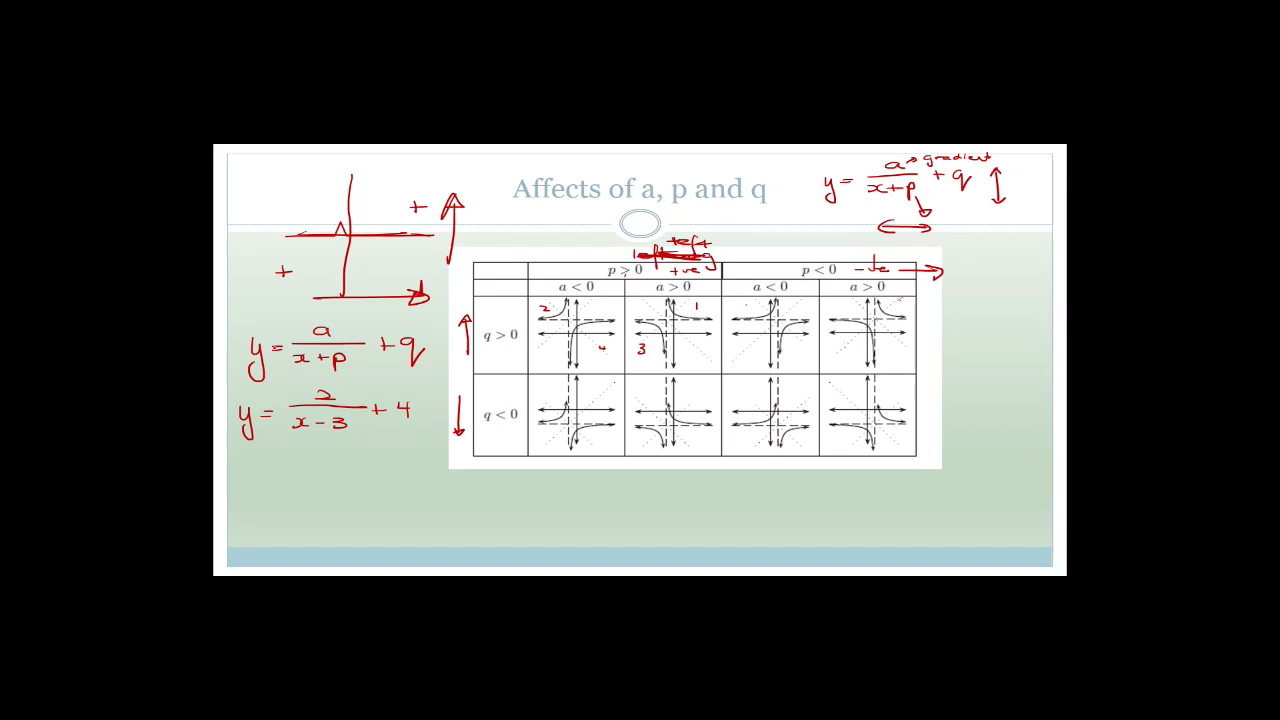 Affects of a, p and q
y = a/(x+p) + q
a → gradient
+
+
y = a/(x+p) + q
y = 2/(x-3) + 4
left
p > 0 +ve p < 0 -ve
a < 0 a > 0 a < 0 a > 0
q > 0 2 4 1 3
q < 0